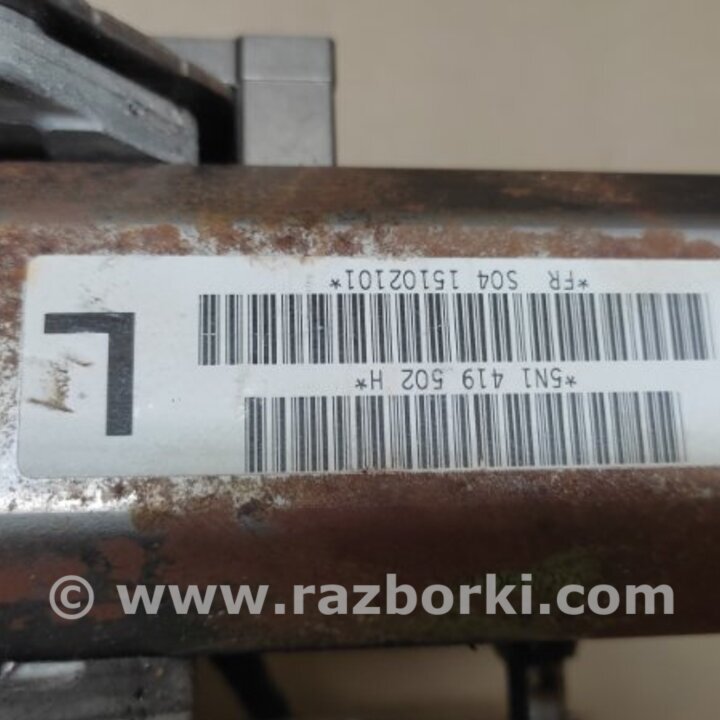 *5N1 419 502 H*
*FR S04 15102101*
L
© www.razborki.com